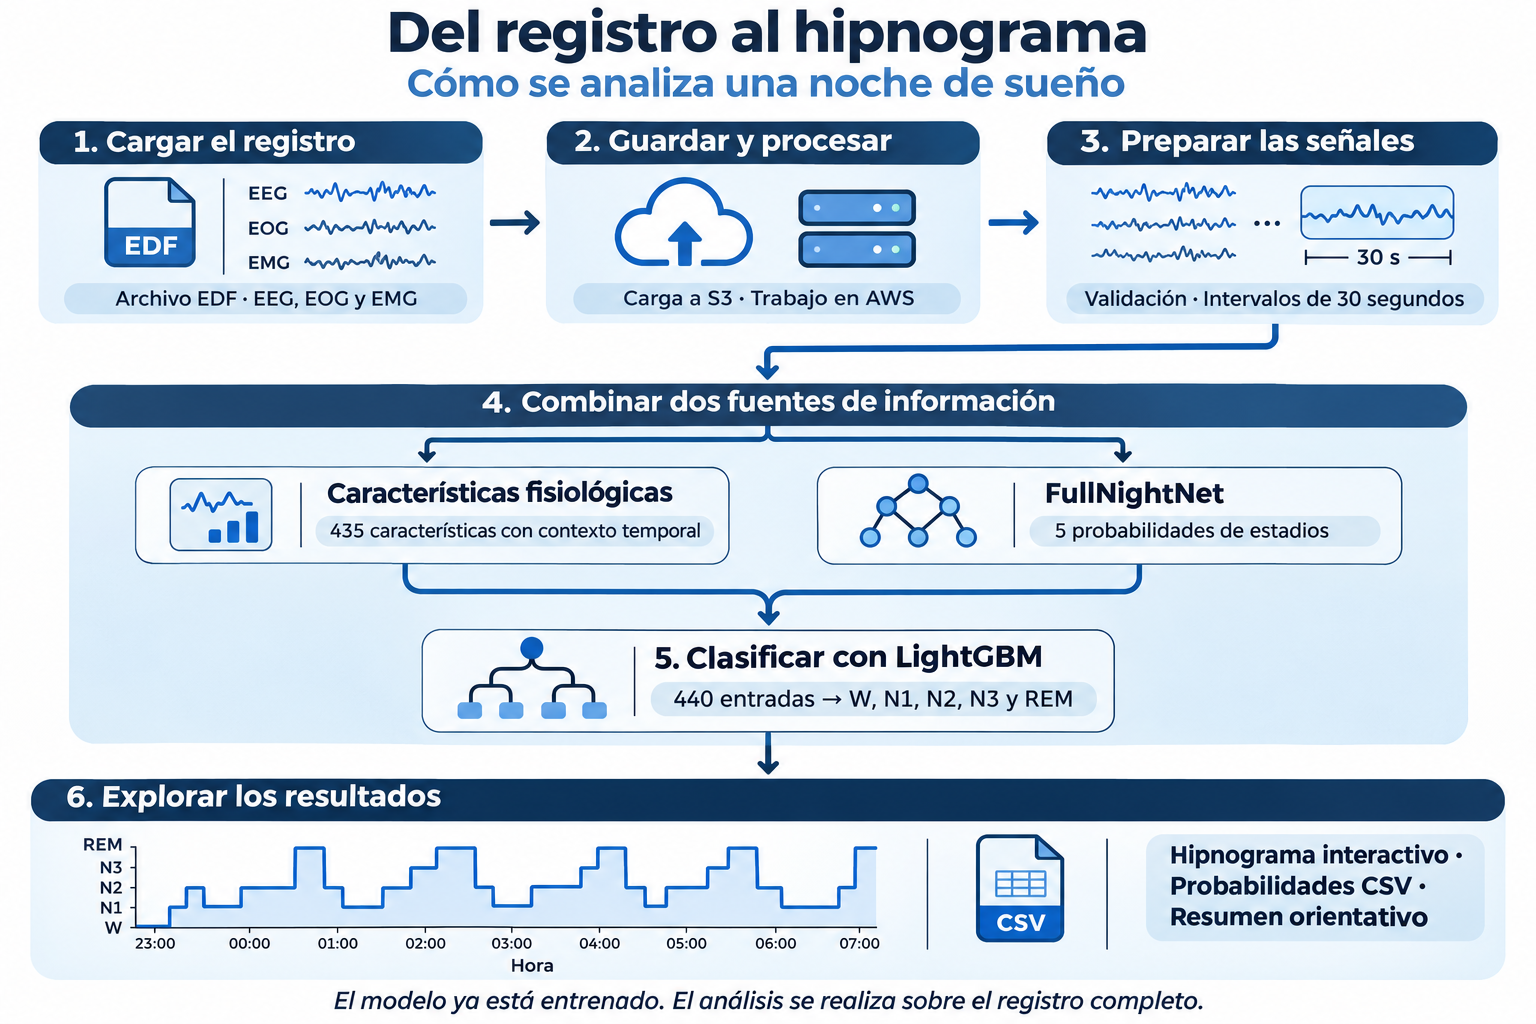 Del registro al hipnograma
Cómo se analiza una noche de sueño
1. Cargar el registro
EDF
EEG
EOG
EMG
Archivo EDF · EEG, EOG y EMG
2. Guardar y procesar
Carga a S3 · Trabajo en AWS
3. Preparar las señales
...
30 s
Validación · Intervalos de 30 segundos
4. Combinar dos fuentes de información
Características fisiológicas
435 características con contexto temporal
FullNightNet
5 probabilidades de estadios
5. Clasificar con LightGBM
440 entradas → W, N1, N2, N3 y REM
6. Explorar los resultados
REM
N3
N2
N1
W
23:00 00:00 01:00 02:00 03:00 04:00 05:00 06:00 07:00
Hora
CSV
Hipnograma interactivo ·
Probabilidades CSV ·
Resumen orientativo
El modelo ya está entrenado. El análisis se realiza sobre el registro completo.